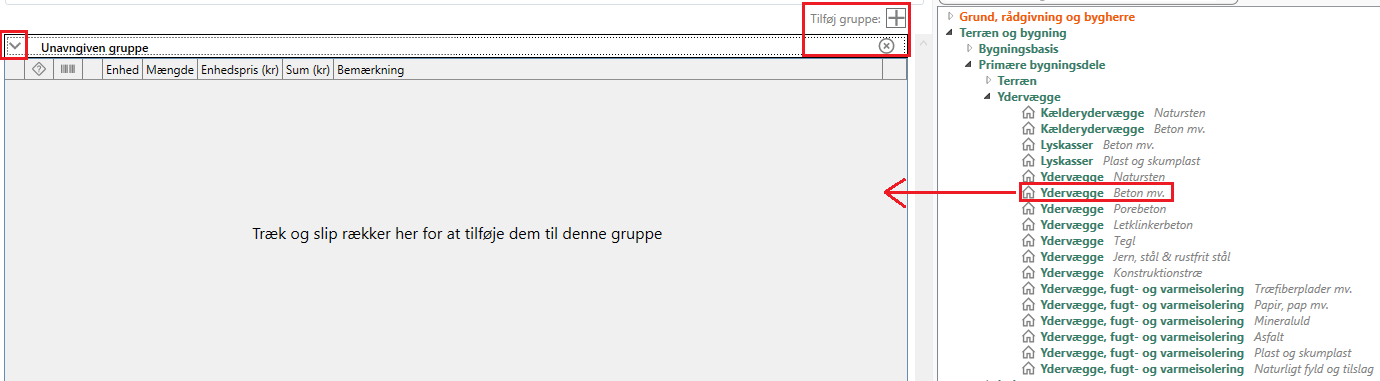 Tilføj gruppe:
Unavngiven gruppe
Enhed Mængde Enhedspris (kr) Sum (kr) Bemærkning
Træk og slip rækker her for at tilføje dem til denne gruppe
Grund, rådgivning og bygherre
Terræn og bygning
Bygningsbasis
Primære bygningsdele
Terræn
Ydervægge
Kælderydervægge Natursten
Kælderydervægge Beton mv.
Lyskasser Beton mv.
Lyskasser Plast og skumplast
Ydervægge Natursten
Ydervægge Beton mv.
Ydervægge Porebeton
Ydervægge Letklinkerbeton
Ydervægge Tegl
Ydervægge Jern, stål & rustfrit stål
Ydervægge Konstruktionstræ
Ydervægge, fugt- og varmeisolering Træfiberplader mv.
Ydervægge, fugt- og varmeisolering Papir, pap mv.
Ydervægge, fugt- og varmeisolering Mineraluld
Ydervægge, fugt- og varmeisolering Asfalt
Ydervægge, fugt- og varmeisolering Plast og skumplast
Ydervægge, fugt- og varmeisolering Naturligt fyld og tilslag